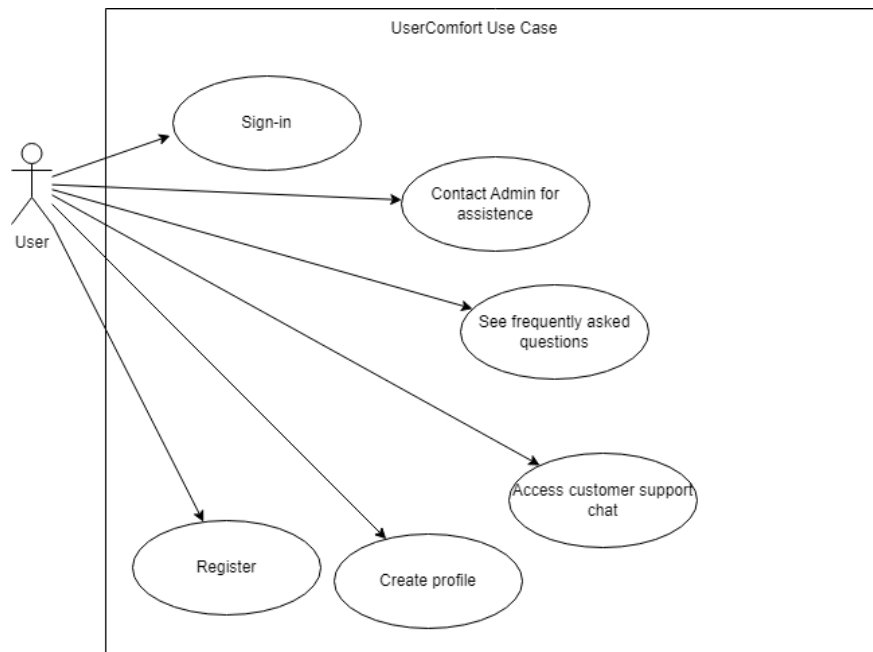 UserComfort Use Case
Sign-in
Contact Admin for
assistence
User
See frequently asked
questions
Access customer support
chat
Register
Create profile